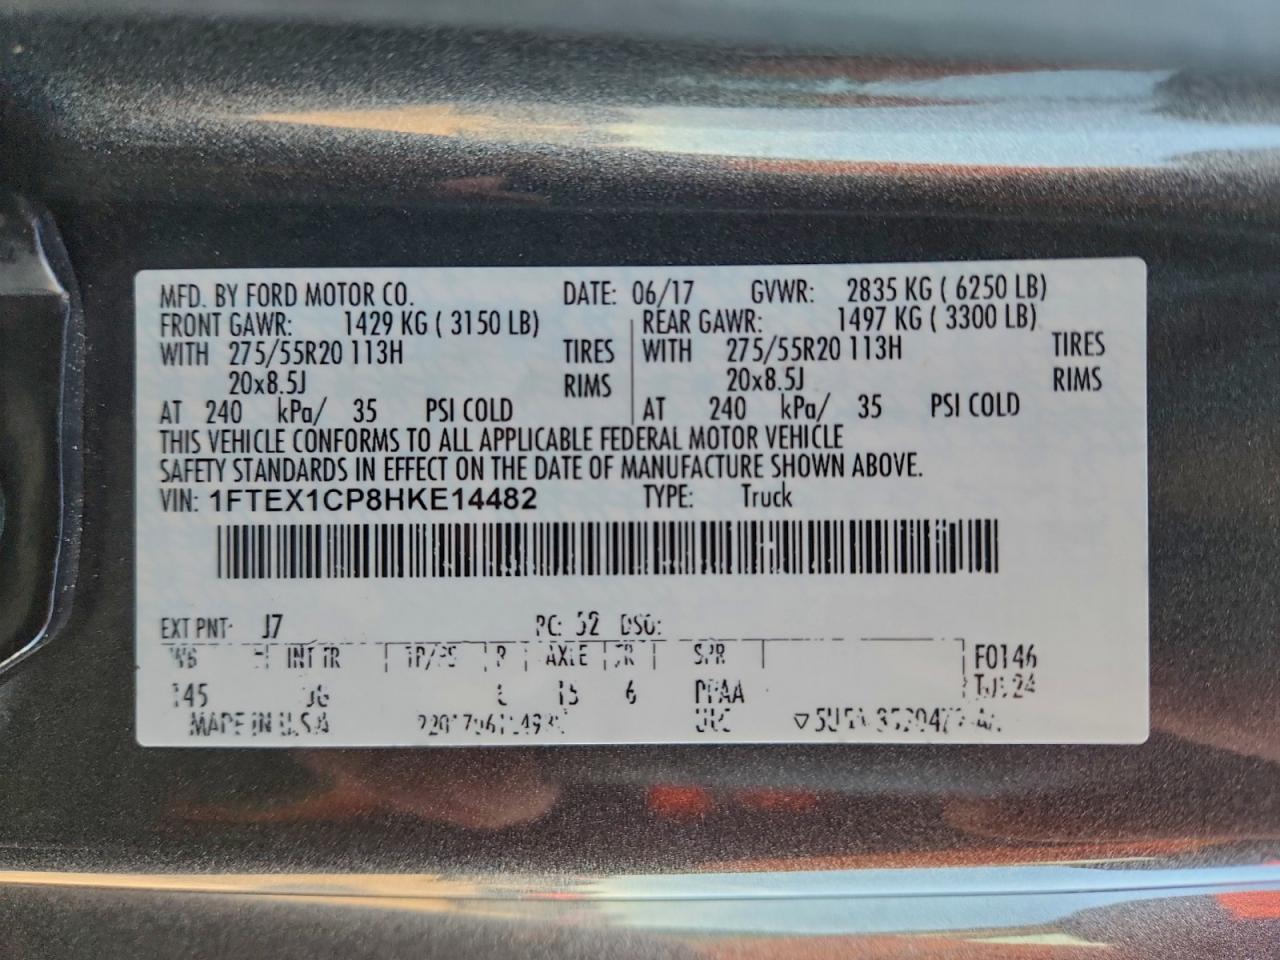 MFD. BY FORD MOTOR CO. DATE: 06/17 GVWR: 2835 KG ( 6250 LB)
FRONT GAWR: 1429 KG ( 3150 LB) REAR GAWR: 1497 KG ( 3300 LB)
WITH 275/55R20 113H TIRES WITH 275/55R20 113H TIRES
20x8.5J RIMS 20x8.5J RIMS
AT 240 kPa/ 35 PSI COLD AT 240 kPa/ 35 PSI COLD
THIS VEHICLE CONFORMS TO ALL APPLICABLE FEDERAL MOTOR VEHICLE
SAFETY STANDARDS IN EFFECT ON THE DATE OF MANUFACTURE SHOWN ABOVE.
VIN: 1FTEX1CP8HKE14482 TYPE: Truck
EXT PNT: J7 PC: DSO:
INT TR AXLE F0146
145 15 6
MADE IN U.S.A